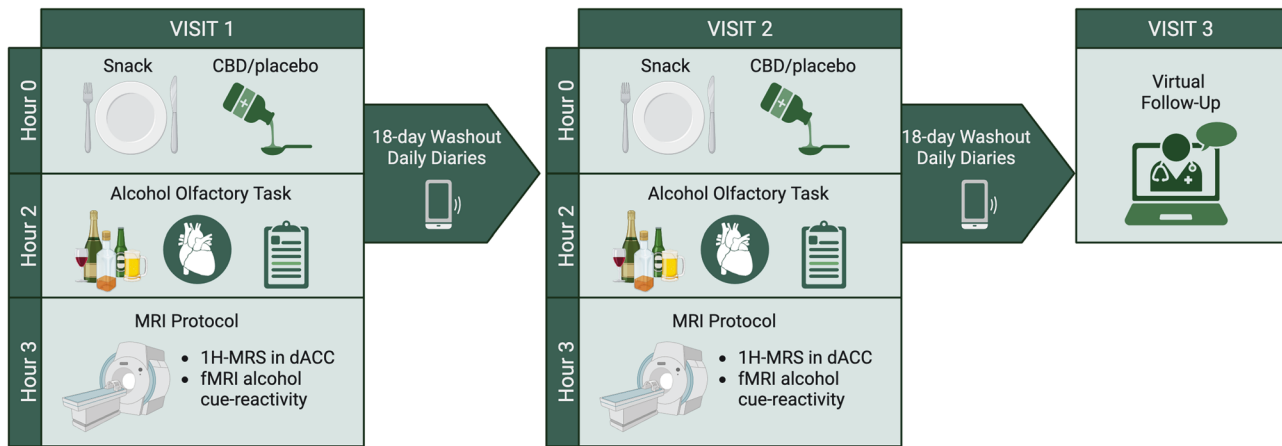 VISIT 1
Hour 0
Snack
CBD/placebo
Hour 2
Alcohol Olfactory Task
Hour 3
MRI Protocol
• 1H-MRS in dACC
• fMRI alcohol
cue-reactivity
18-day Washout
Daily Diaries
VISIT 2
Hour 0
Snack
CBD/placebo
Hour 2
Alcohol Olfactory Task
Hour 3
MRI Protocol
• 1H-MRS in dACC
• fMRI alcohol
cue-reactivity
18-day Washout
Daily Diaries
VISIT 3
Virtual
Follow-Up